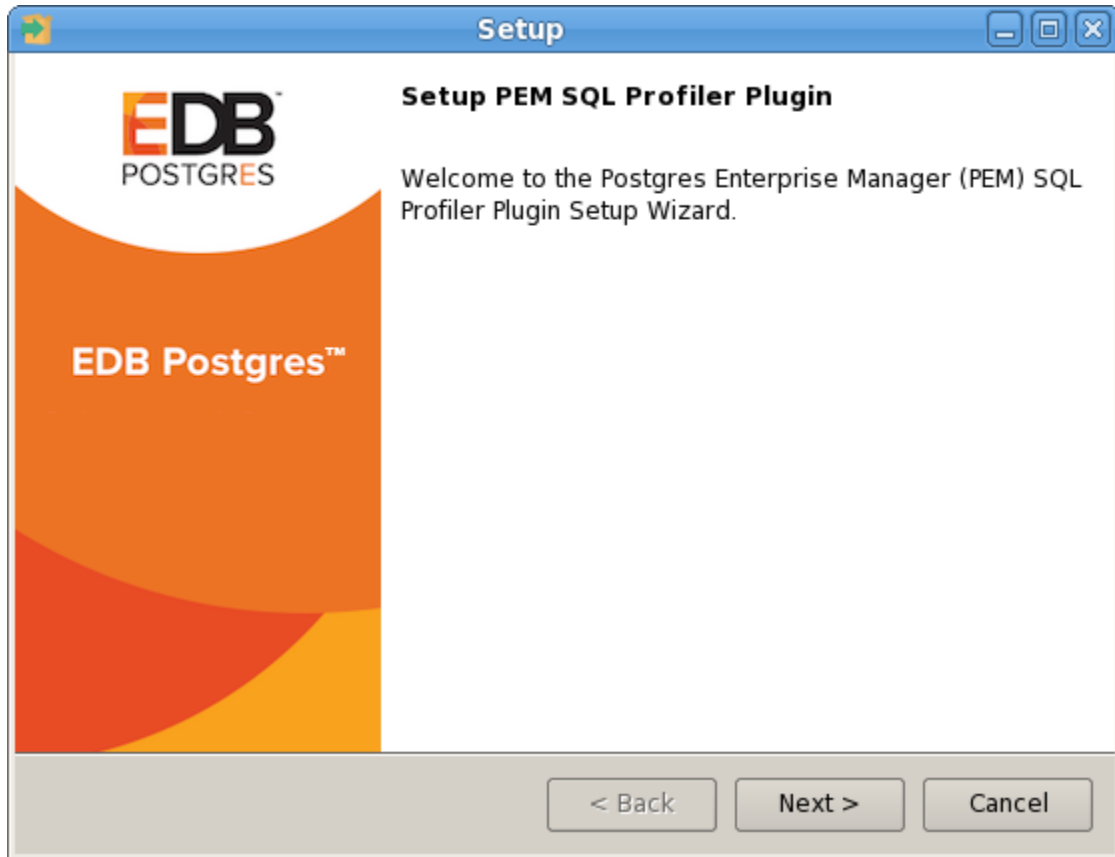 Setup
EDB™
POSTGRES
EDB Postgres™
Setup PEM SQL Profiler Plugin
Welcome to the Postgres Enterprise Manager (PEM) SQL
Profiler Plugin Setup Wizard.
< Back
Next >
Cancel